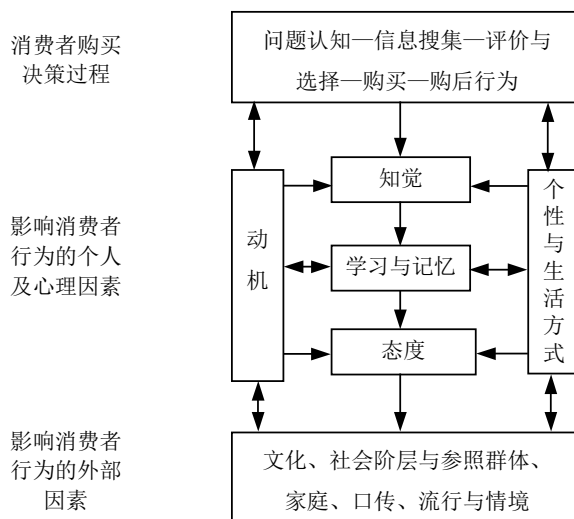 消费者购买
决策过程
问题认知—信息搜集—评价与
选择—购买—购后行为
影响消费者
行为的个人
及心理因素
动
机
知觉
学习与记忆
态度
个
性
与
生
活
方
式
影响消费者
行为的外部
因素
文化、社会阶层与参照群体、
家庭、口传、流行与情境